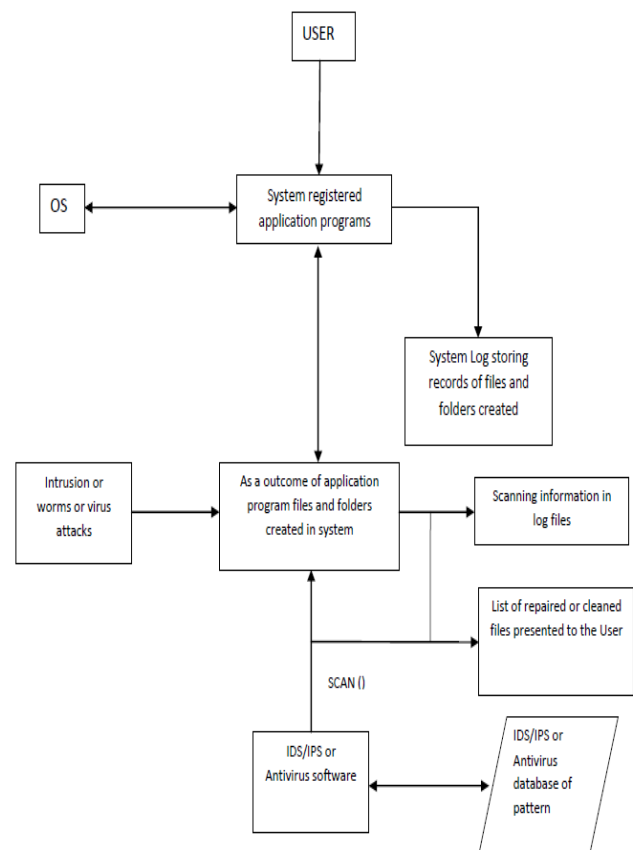 USER
OS
System registered
application programs
System Log storing
records of files and
folders created
Intrusion or
worms or virus
attacks
As a outcome of application
program files and folders
created in system
Scanning information in
log files
List of repaired or cleaned
files presented to the User
SCAN ()
IDS/IPS or
Antivirus software
IDS/IPS or
Antivirus
database of
pattern